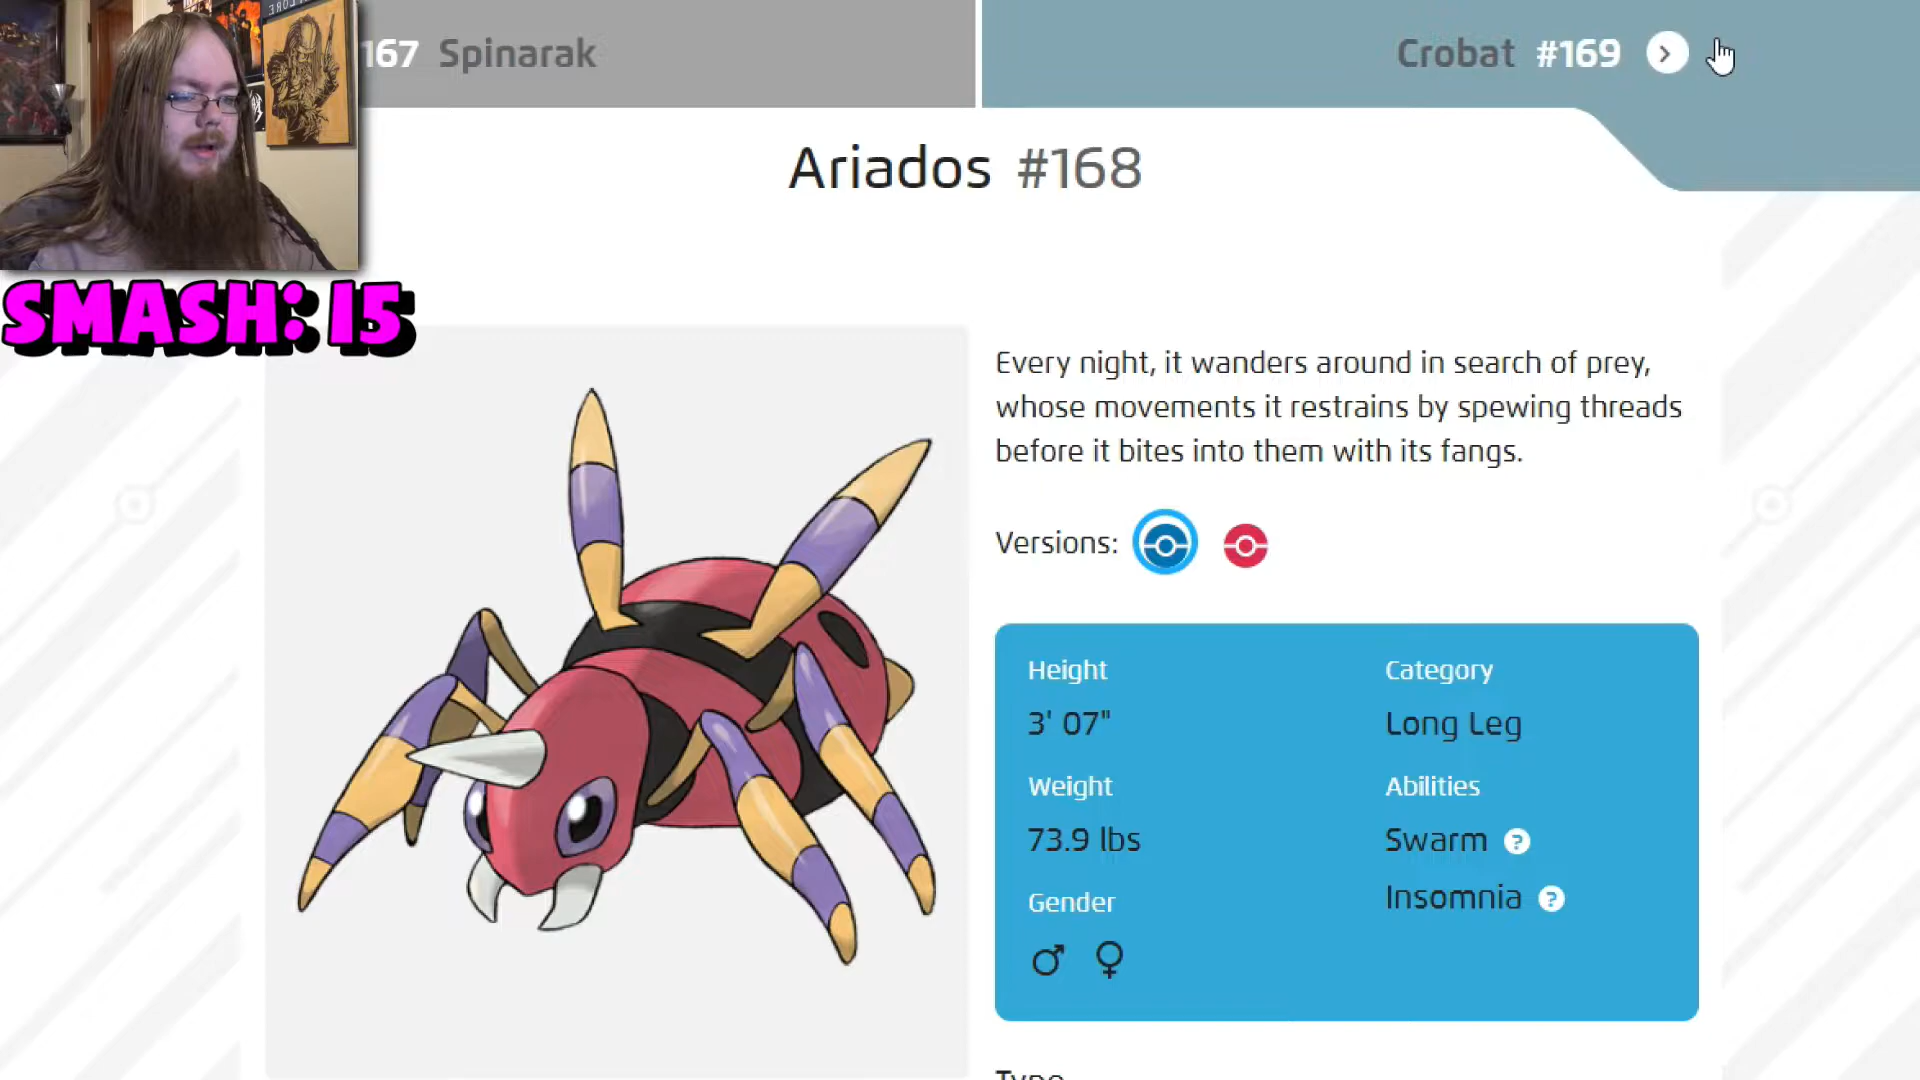 167 Spinarak
Crobat #169
Ariados #168
SMASH: 15
Every night, it wanders around in search of prey,
whose movements it restrains by spewing threads
before it bites into them with its fangs.
Versions:
Height
3' 07"
Category
Long Leg
Weight
73.9 lbs
Abilities
Swarm ?
Insomnia ?
Gender
Type